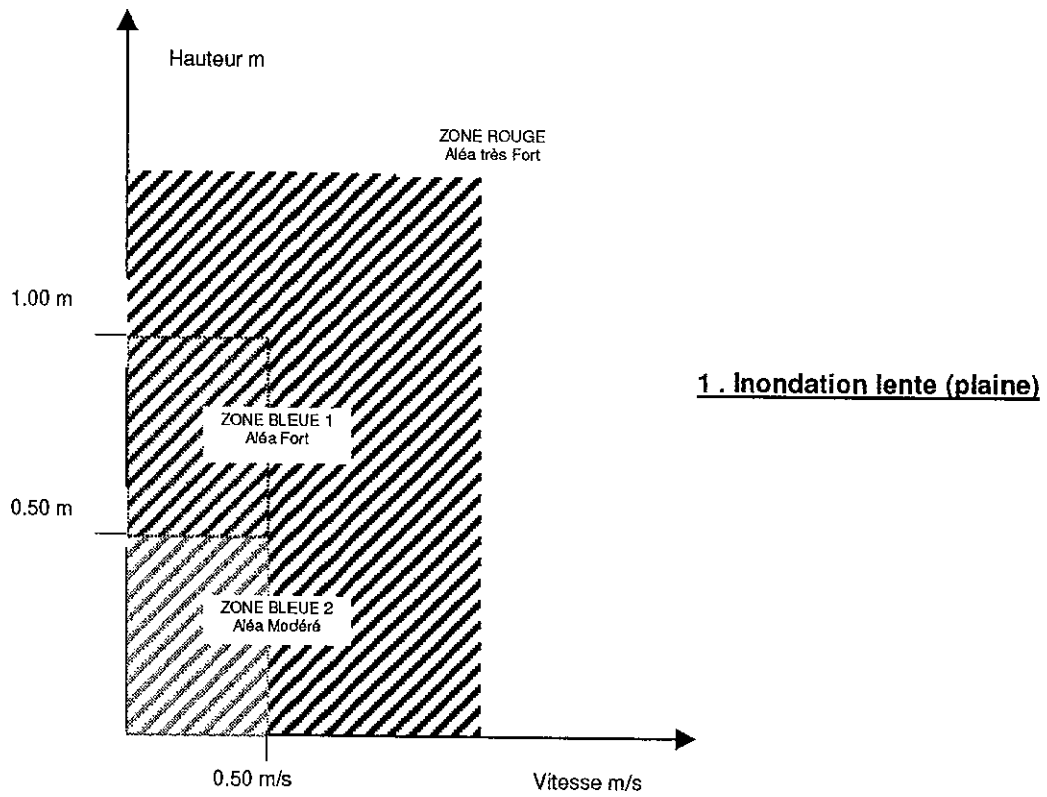 Hauteur m
ZONE ROUGE
Aléa très Fort
1.00 m
1 . Inondation lente (plaine)
ZONE BLEUE 1
Aléa Fort
0.50 m
ZONE BLEUE 2
Aléa Modéré
0.50 m/s
Vitesse m/s